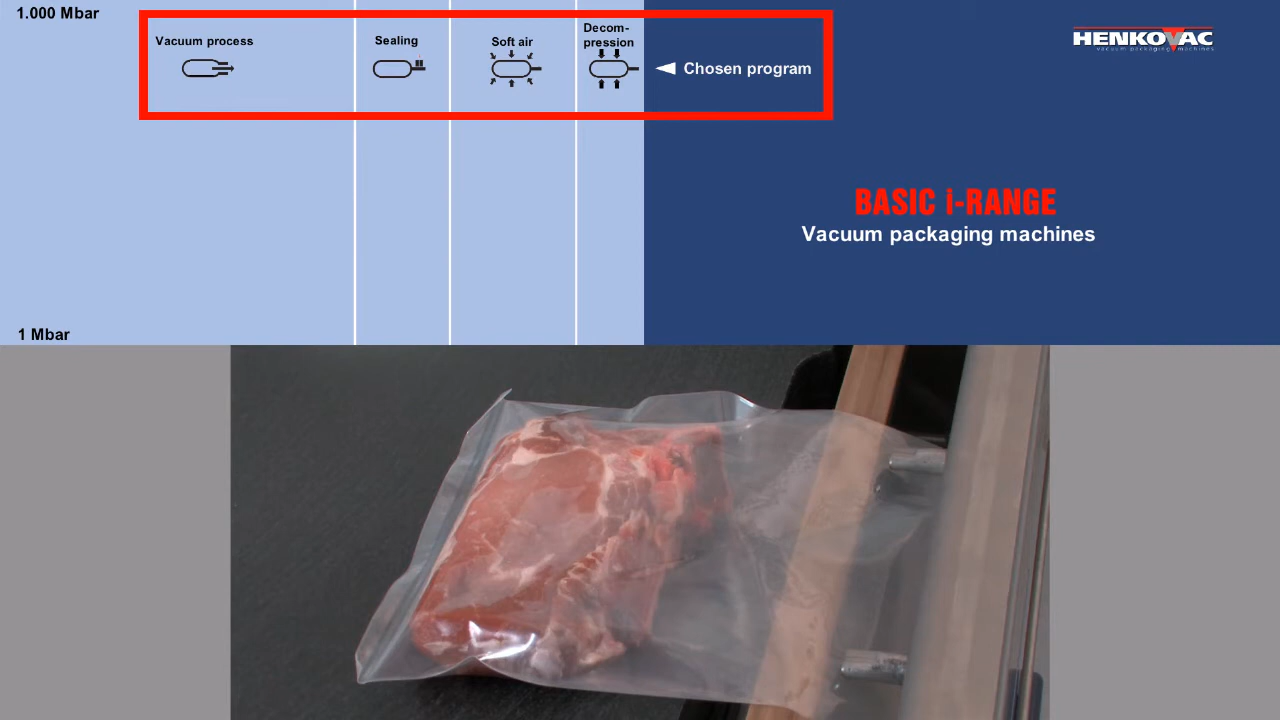 1.000 Mbar
Vacuum process
Sealing
Soft air
Decom-
pression
Chosen program
HENKOVAC
vacuum packaging machines
BASIC i-RANGE
Vacuum packaging machines
1 Mbar